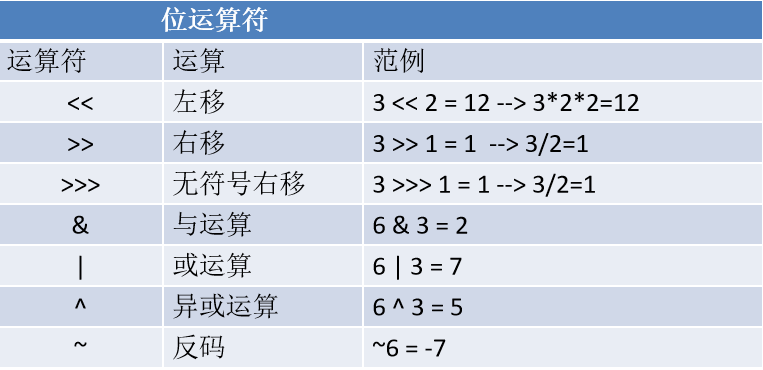 位运算符
运算符 运算 范例
<< 左移 3 << 2 = 12 --> 3*2*2=12
>> 右移 3 >> 1 = 1 --> 3/2=1
>>> 无符号右移 3 >>> 1 = 1 --> 3/2=1
& 与运算 6 & 3 = 2
| 或运算 6 | 3 = 7
^ 异或运算 6 ^ 3 = 5
~ 反码 ~6 = -7